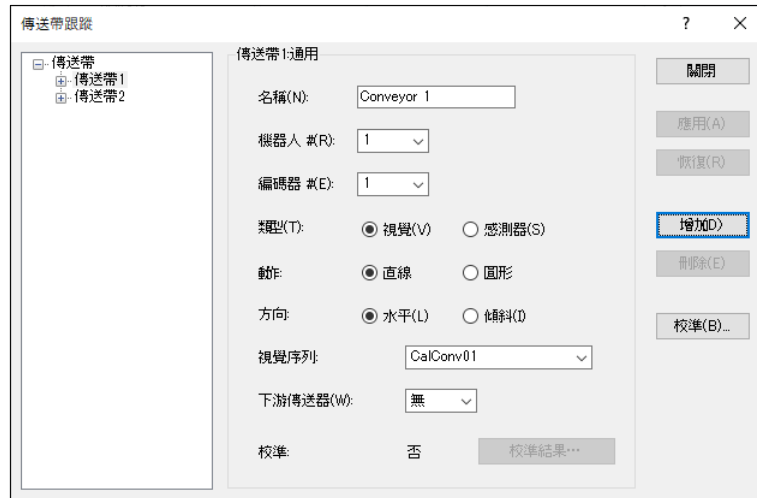 傳送帶跟蹤
?
傳送帶
傳送帶1
傳送帶2
傳送帶1:通用
名稱(N): Conveyor 1
機器人 #(R): 1
編碼器 #(E): 1
類型(T): 視覺(V) 感測器(S)
動作: 直線 圓形
方向: 水平(L) 傾斜(I)
視覺序列: CalConv01
下游傳送器(W): 無
校準: 否 校準結果…
關閉
應用(A)
恢復(R)
增加(D)
刪除(E)
校準(B)...